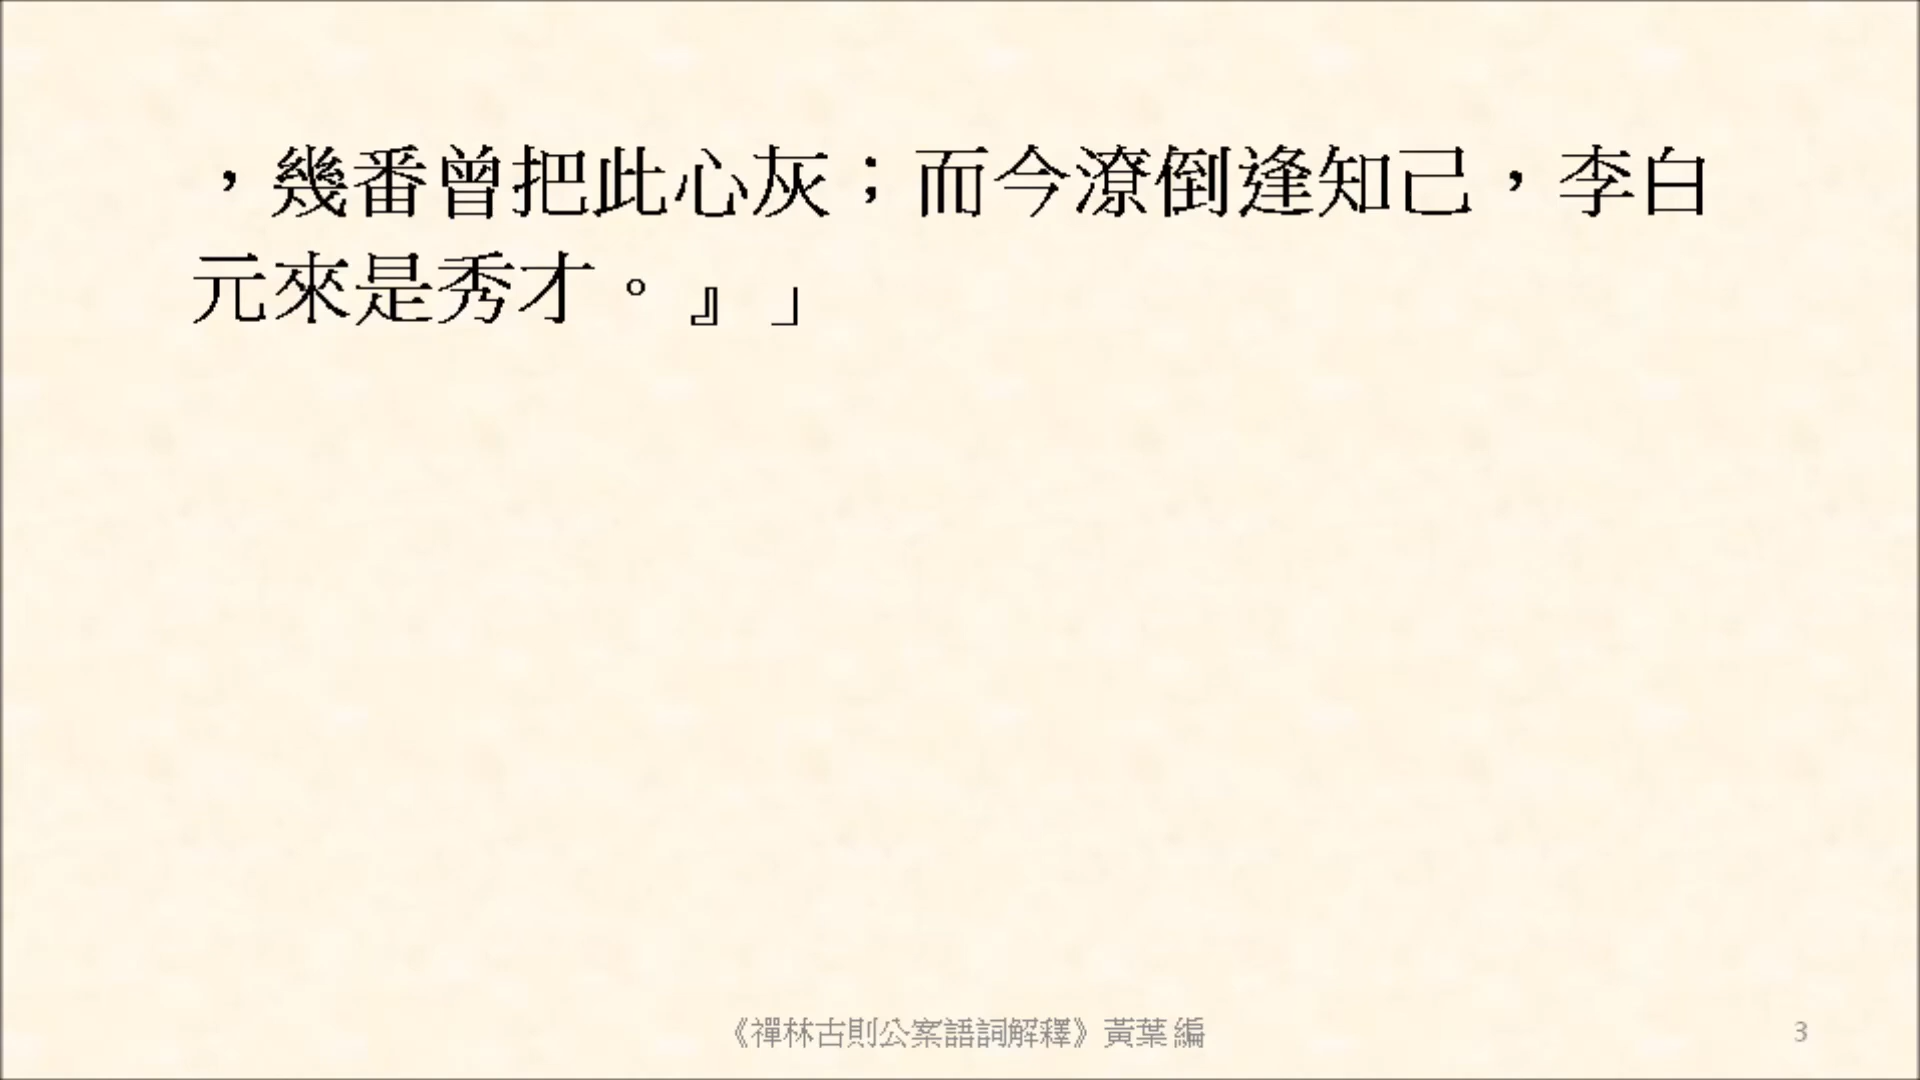 ，幾番曾把此心灰；而今潦倒逢知己，李白
元來是秀才。』」
《禪林古則公案語詞解釋》黃葉 編
3